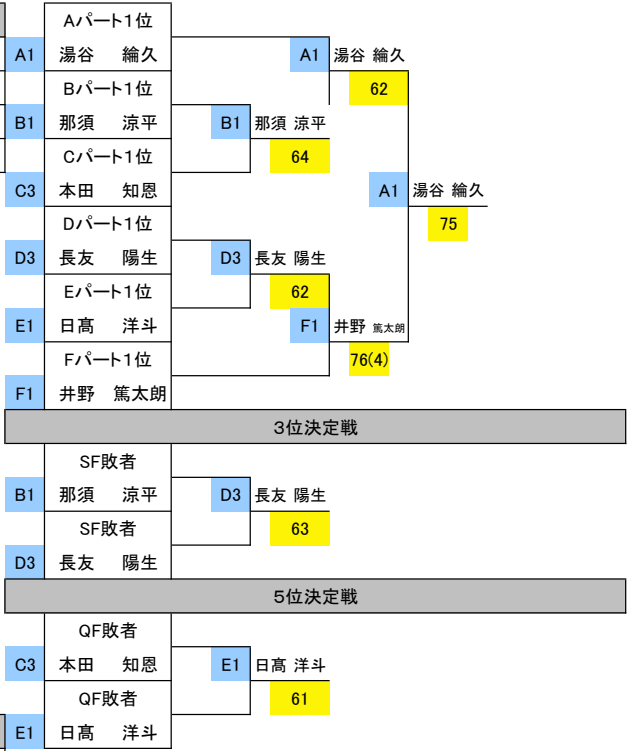 Aパート1位
A1 湯谷 綸久 A1 湯谷 綸久
Bパート1位 62
B1 那須 涼平 B1 那須 涼平
Cパート1位 64
C3 本田 知恩 A1 湯谷 綸久
Dパート1位 75
D3 長友 陽生 D3 長友 陽生
Eパート1位 62
E1 日髙 洋斗 F1 井野 篤太朗
Fパート1位 76(4)
F1 井野 篤太朗
3位決定戦
SF敗者
B1 那須 涼平 D3 長友 陽生
SF敗者 63
D3 長友 陽生
5位決定戦
QF敗者
C3 本田 知恩 E1 日髙 洋斗
QF敗者 61
E1 日髙 洋斗